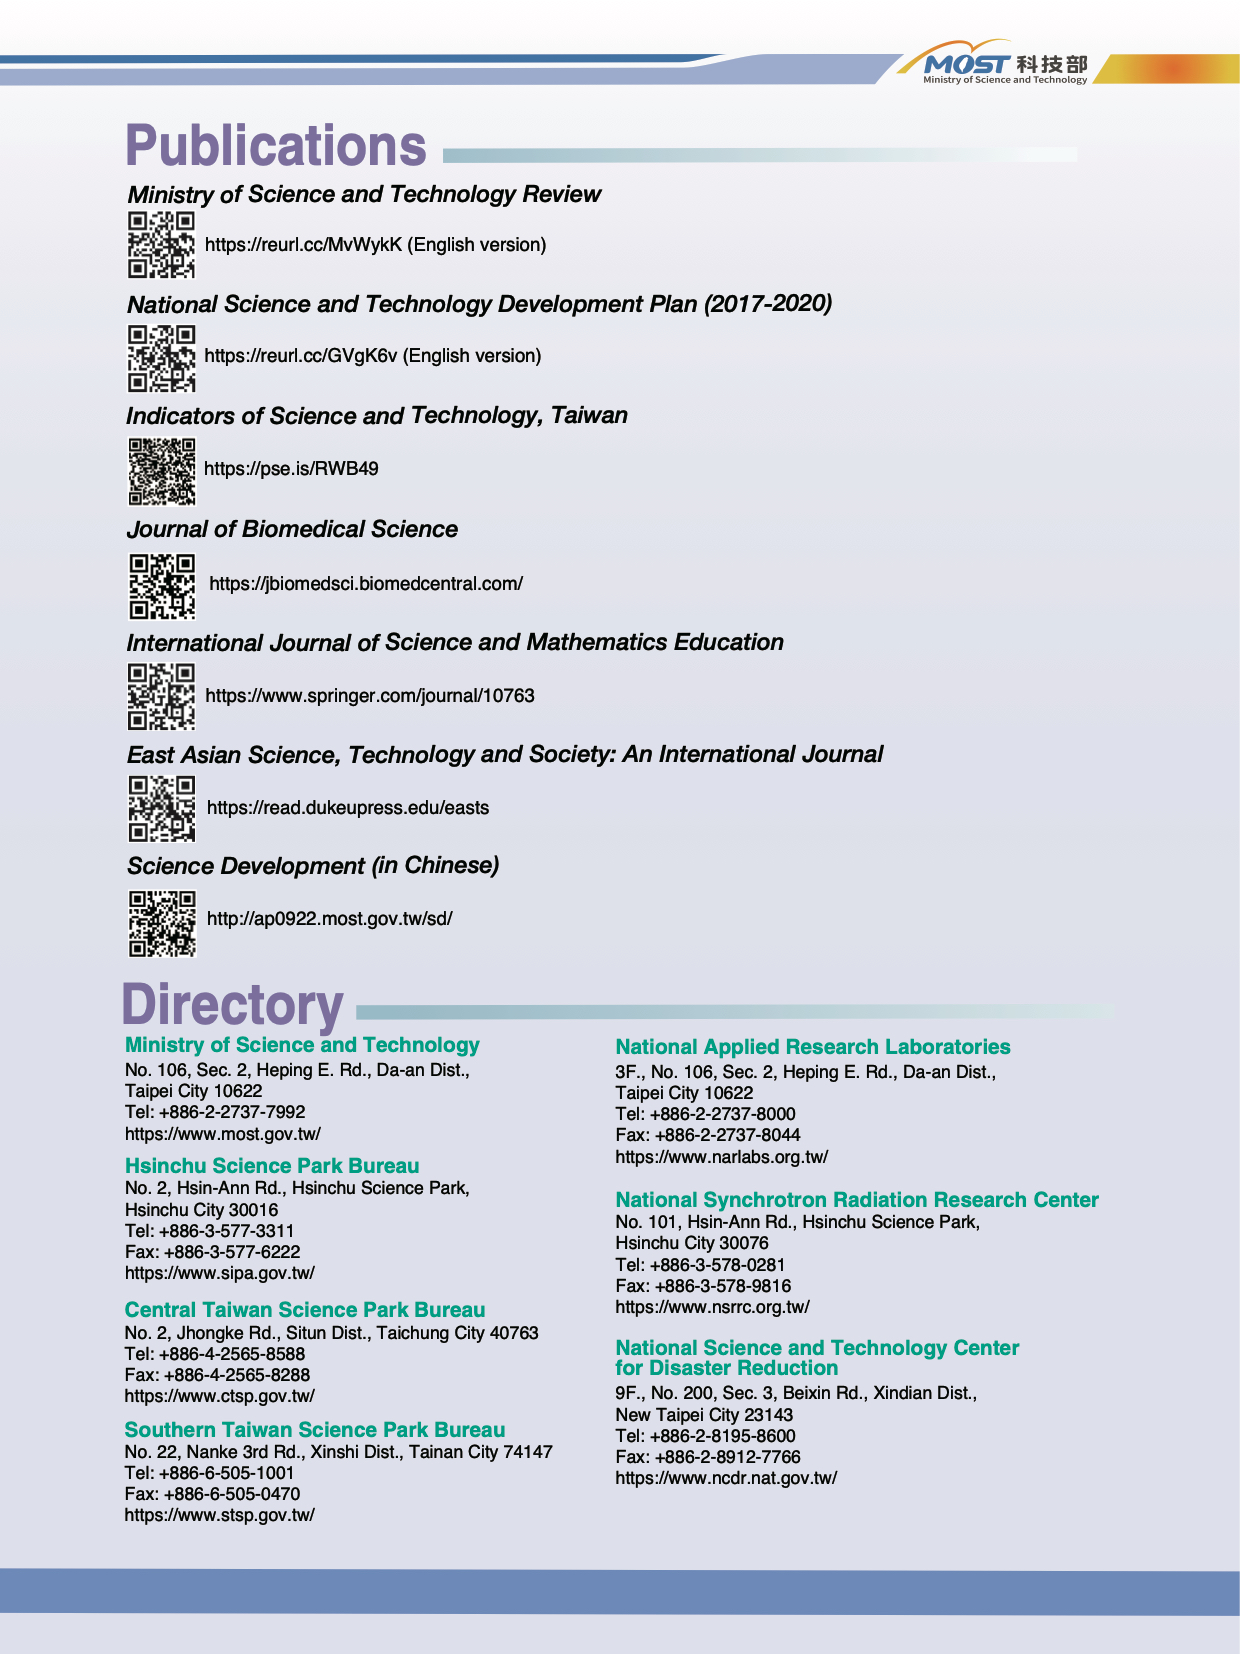 MOST 科技部
Ministry of Science and Technology
Publications
Ministry of Science and Technology Review
https://reurl.cc/MvWykK (English version)
National Science and Technology Development Plan (2017-2020)
https://reurl.cc/GVgK6v (English version)
Indicators of Science and Technology, Taiwan
https://pse.is/RWB49
Journal of Biomedical Science
https://jbiomedsci.biomedcentral.com/
International Journal of Science and Mathematics Education
https://www.springer.com/journal/10763
East Asian Science, Technology and Society: An International Journal
https://read.dukeupress.edu/easts
Science Development (in Chinese)
http://ap0922.most.gov.tw/sd/
Directory
Ministry of Science and Technology
No. 106, Sec. 2, Heping E. Rd., Da-an Dist.,
Taipei City 10622
Tel: +886-2-2737-7992
https://www.most.gov.tw/
Hsinchu Science Park Bureau
No. 2, Hsin-Ann Rd., Hsinchu Science Park,
Hsinchu City 30016
Tel: +886-3-577-3311
Fax: +886-3-577-6222
https://www.sipa.gov.tw/
Central Taiwan Science Park Bureau
No. 2, Jhongke Rd., Situn Dist., Taichung City 40763
Tel: +886-4-2565-8588
Fax: +886-4-2565-8288
https://www.ctsp.gov.tw/
Southern Taiwan Science Park Bureau
No. 22, Nanke 3rd Rd., Xinshi Dist., Tainan City 74147
Tel: +886-6-505-1001
Fax: +886-6-505-0470
https://www.stsp.gov.tw/
National Applied Research Laboratories
3F., No. 106, Sec. 2, Heping E. Rd., Da-an Dist.,
Taipei City 10622
Tel: +886-2-2737-8000
Fax: +886-2-2737-8044
https://www.narlabs.org.tw/
National Synchrotron Radiation Research Center
No. 101, Hsin-Ann Rd., Hsinchu Science Park,
Hsinchu City 30076
Tel: +886-3-578-0281
Fax: +886-3-578-9816
https://www.nsrrc.org.tw/
National Science and Technology Center
for Disaster Reduction
9F., No. 200, Sec. 3, Beixin Rd., Xindian Dist.,
New Taipei City 23143
Tel: +886-2-8195-8600
Fax: +886-2-8912-7766
https://www.ncdr.nat.gov.tw/